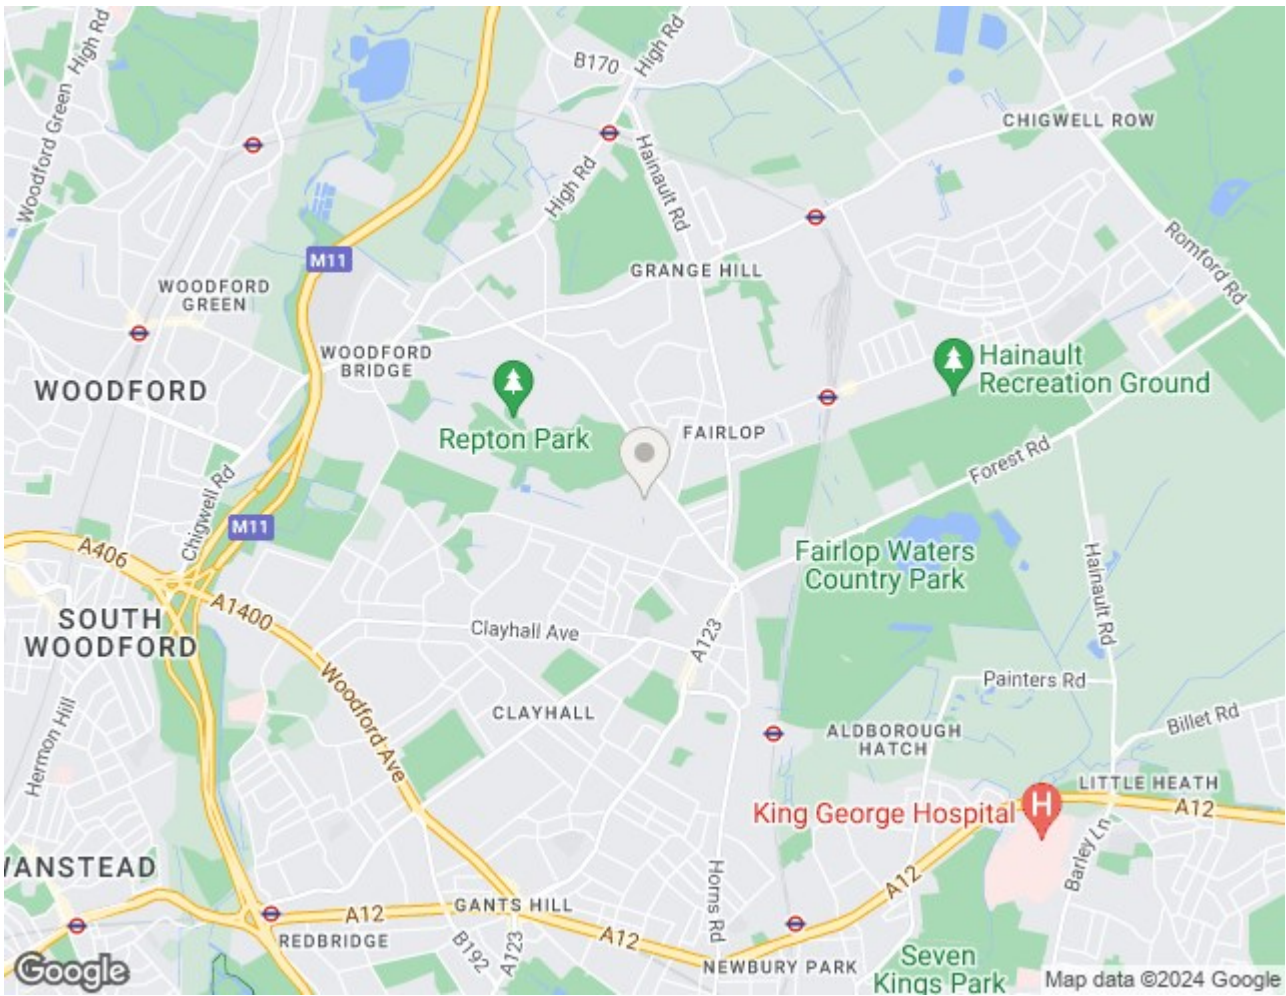 High Rd
Woodford Green
B170
High Rd
CHIGWELL ROW
Hainault Rd
High Rd
Romford Rd
M11
GRANGE HILL
WOODFORD
GREEN
WOODFORD
BRIDGE
Hainault
Recreation Ground
WOODFORD
Repton Park
FAIRLOP
Forest Rd
Chigwell Rd
M11
A406
Fairlop Waters
Country Park
Hainault Rd
A1400
SOUTH
WOODFORD
Clayhall Ave
A123
Woodford Ave
Painters Rd
CLAYHALL
Billet Rd
ALDBOROUGH
HATCH
Hermon Hill
LITTLE HEATH
King George Hospital
H
A12
Barley Ln
VANSTEAD
Horns Rd
A12
GANTS HILL
A12
REDBRIDGE
B192
A123
A12
NEWBURY PARK
Seven
Kings Park
Google
Map data ©2024 Google